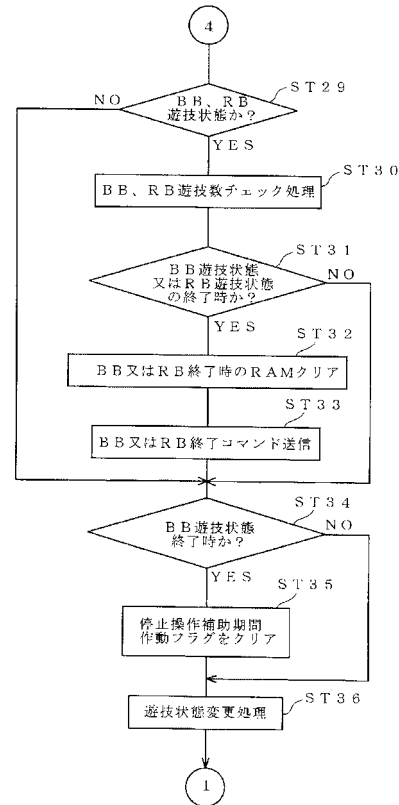 4
ST29
NO
BB、RB
遊技状態か？
YES
ST30
BB、RB遊技数チェック処理
ST31
BB遊技状態
又はRB遊技状態
の終了時か？
NO
YES
ST32
BB又はRB終了時のRAMクリア
ST33
BB又はRB終了コマンド送信
ST34
BB遊技状態
終了時か？
NO
YES
ST35
停止操作補助期間
作動フラグをクリア
ST36
遊技状態変更処理
1